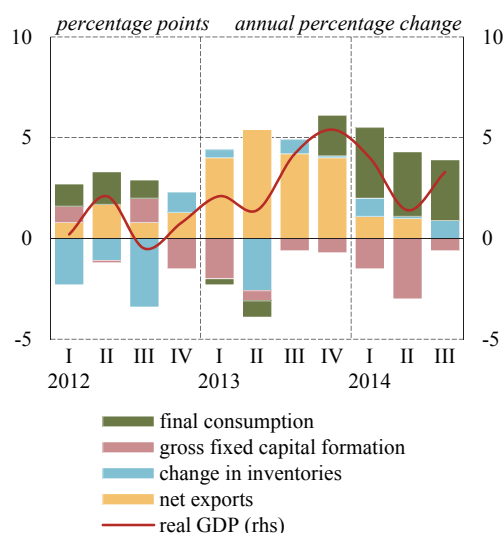 percentage points annual percentage change
10 10
5 5
0 0
-5 -5
I II III IV I II III IV I II III
2012 2013 2014
final consumption
gross fixed capital formation
change in inventories
net exports
real GDP (rhs)